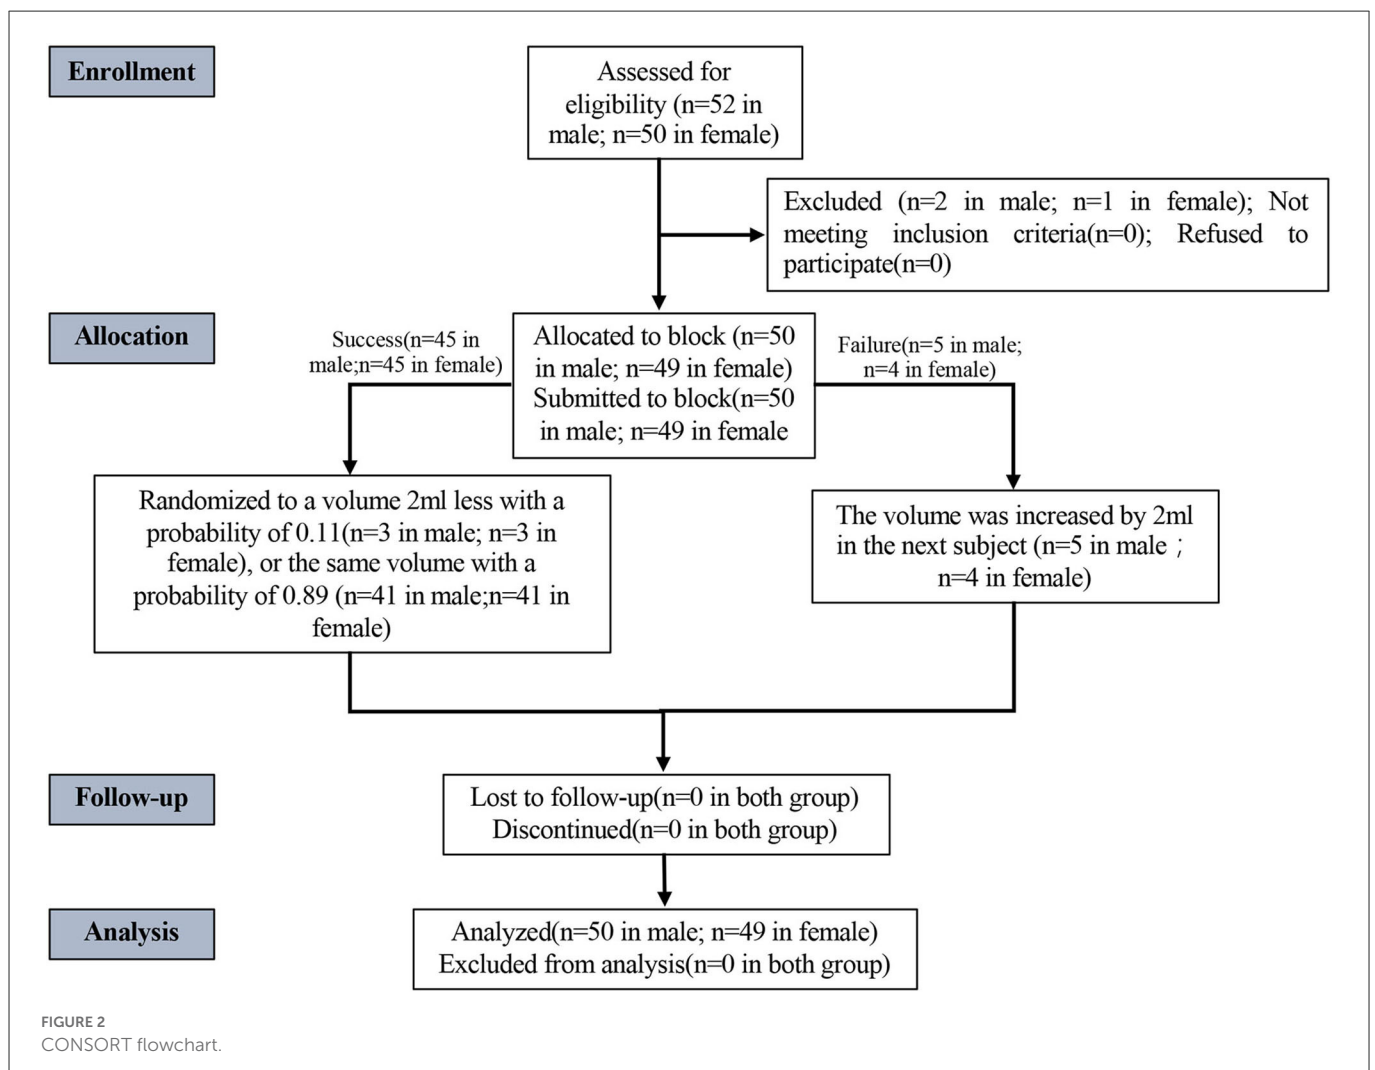 Enrollment
Assessed for
eligibility (n=52 in
male; n=50 in female)
Excluded (n=2 in male; n=1 in female); Not
meeting inclusion criteria(n=0); Refused to
participate(n=0)
Allocation
Success(n=45 in
male;n=45 in female)
Allocated to block (n=50
in male; n=49 in female)
Submitted to block(n=50
in male; n=49 in female
Failure(n=5 in male;
n=4 in female)
Randomized to a volume 2ml less with a
probability of 0.11(n=3 in male; n=3 in
female), or the same volume with a
probability of 0.89 (n=41 in male;n=41 in
female)
The volume was increased by 2ml
in the next subject (n=5 in male ;
n=4 in female)
Follow-up
Lost to follow-up(n=0 in both group)
Discontinued(n=0 in both group)
Analysis
Analyzed(n=50 in male; n=49 in female)
Excluded from analysis(n=0 in both group)
FIGURE 2
CONSORT flowchart.